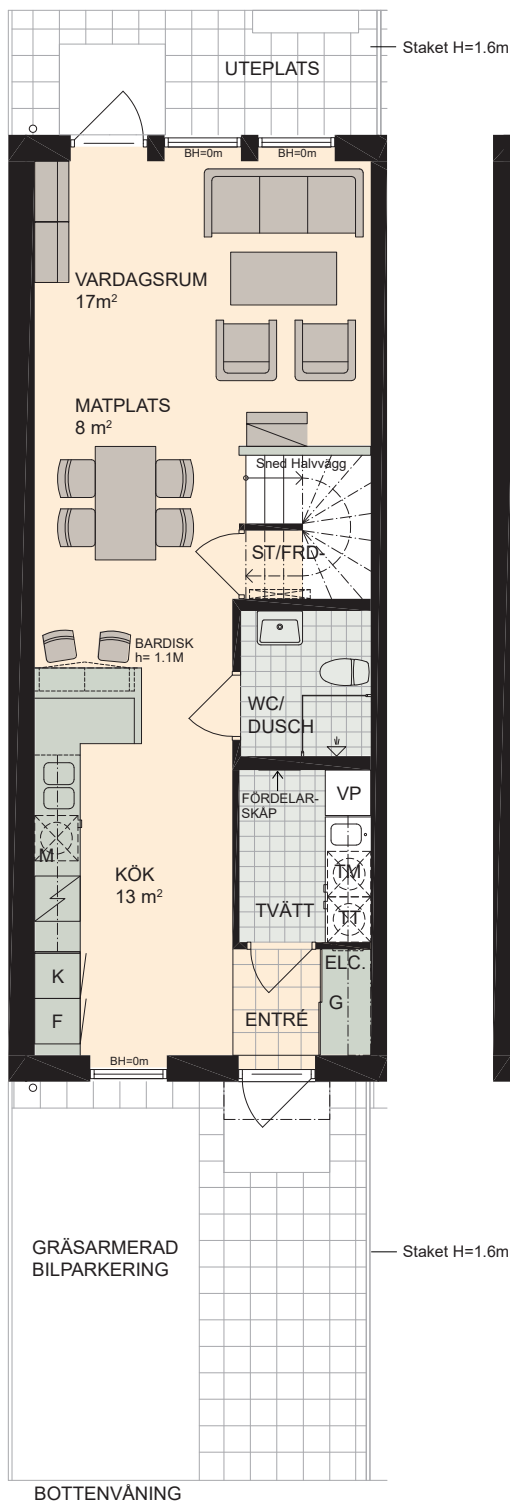 Staket H=1.6m
UTEPLATS
BH=0m
BH=0m
VARDAGSRUM
17m²
MATPLATS
8 m²
Sned Halvvägg
ST/FRD
BARDISK
h= 1.1M
WC/
DUSCH
FÖRDELAR-
SKÅP
VP
M
KÖK
13 m²
TM
TVÄTT
TT
ELC.
K
G
F
ENTRÉ
BH=0m
GRÄSARMERAD
BILPARKERING
Staket H=1.6m
BOTTENVÅNING